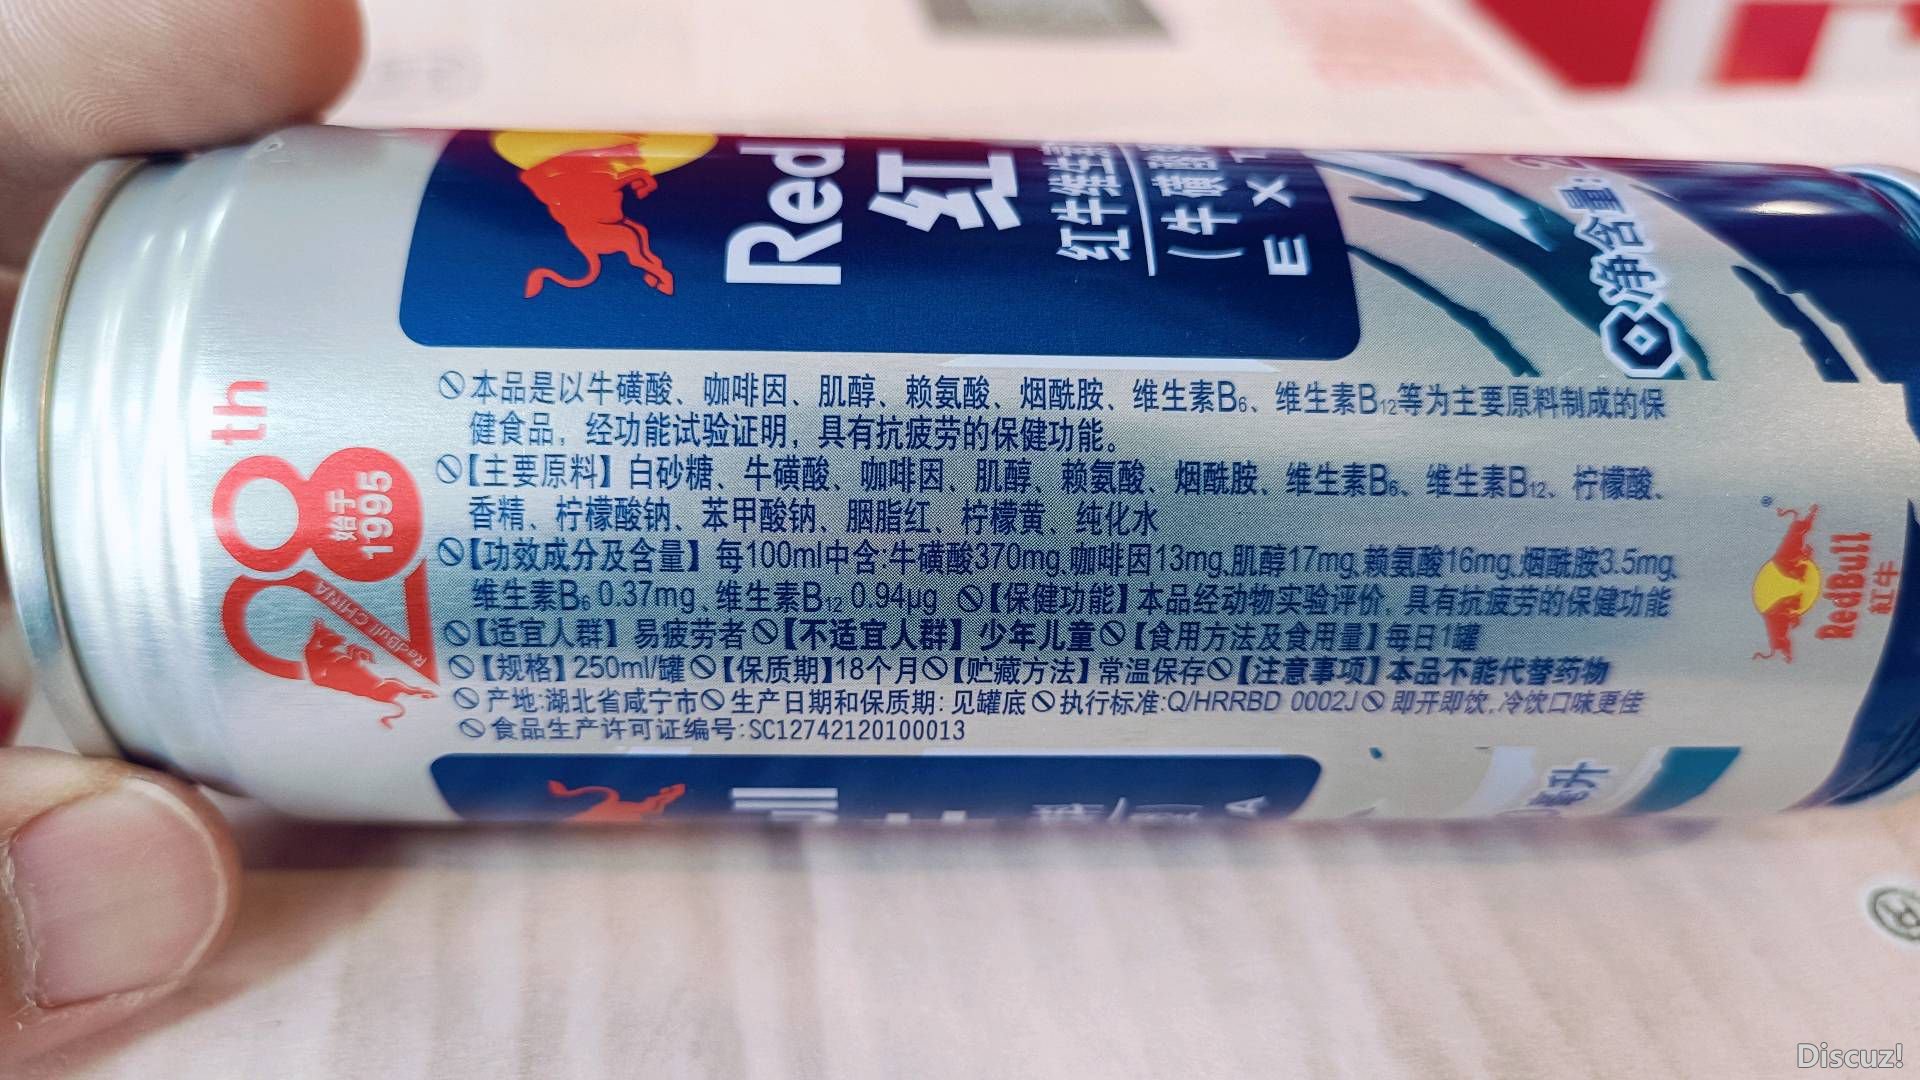 28th
始于
1995
RedBull CHINA
Red
红
红牛维生
（牛磺酸
E X T
净含量:
本品是以牛磺酸、咖啡因、肌醇、赖氨酸、烟酰胺、维生素B₆、维生素B₁₂等为主要原料制成的保
健食品，经功能试验证明，具有抗疲劳的保健功能。
【主要原料】白砂糖、牛磺酸、咖啡因、肌醇、赖氨酸、烟酰胺、维生素B₆、维生素B₁₂、柠檬酸、
香精、柠檬酸钠、苯甲酸钠、胭脂红、柠檬黄、纯化水
【功效成分及含量】每100ml中含:牛磺酸370mg、咖啡因13mg、肌醇17mg、赖氨酸16mg、烟酰胺3.5mg、
维生素B₆ 0.37mg、维生素B₁₂ 0.94μg 【保健功能】本品经动物实验评价，具有抗疲劳的保健功能
【适宜人群】易疲劳者 【不适宜人群】少年儿童 【食用方法及食用量】每日1罐
【规格】250ml/罐 【保质期】18个月 【贮藏方法】常温保存 【注意事项】本品不能代替药物
产地:湖北省咸宁市 生产日期和保质期: 见罐底 执行标准:Q/HRRBD 0002J 即开即饮,冷饮口味更佳
食品生产许可证编号:SC12742120100013
RedBull
紅牛
ull
A
毫升
Discuz!